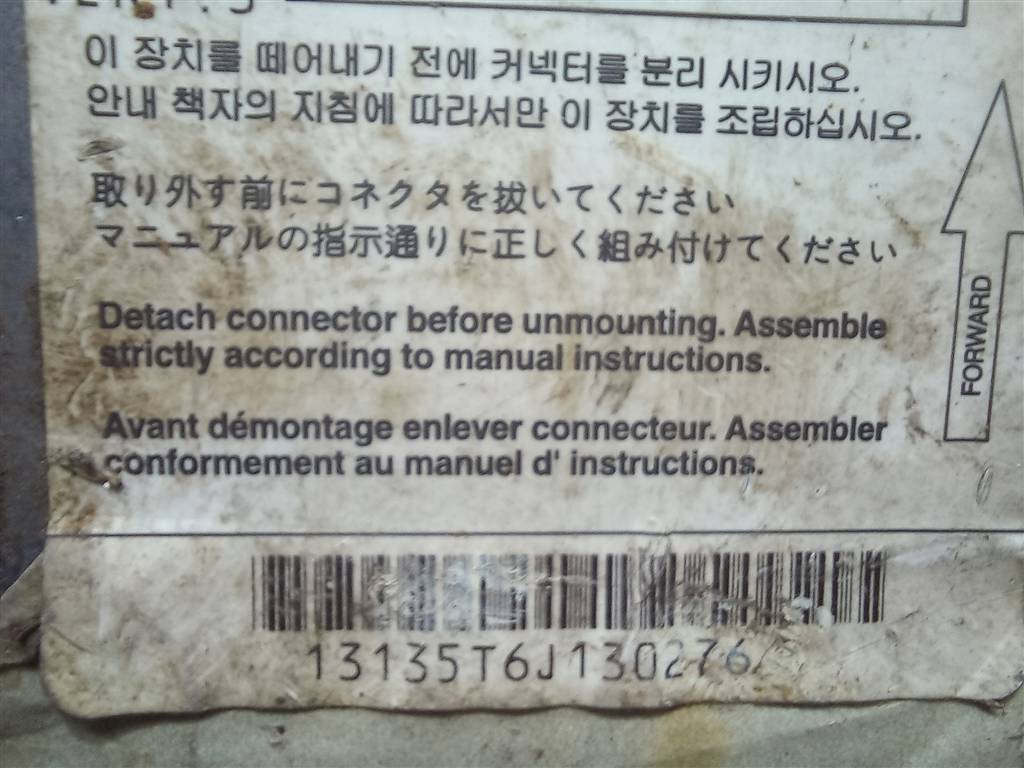 이 장치를 떼어내기 전에 커넥터를 분리 시키시오.
안내 책자의 지침에 따라서만 이 장치를 조립하십시오.
取り外す前にコネクタを拔いてください
マニュアルの指示通りに正しく組み付けてください
Detach connector before unmounting. Assemble
strictly according to manual instructions.
Avant démontage enlever connecteur. Assembler
conformement au manuel d' instructions.
FORWARD
13135T6J130276